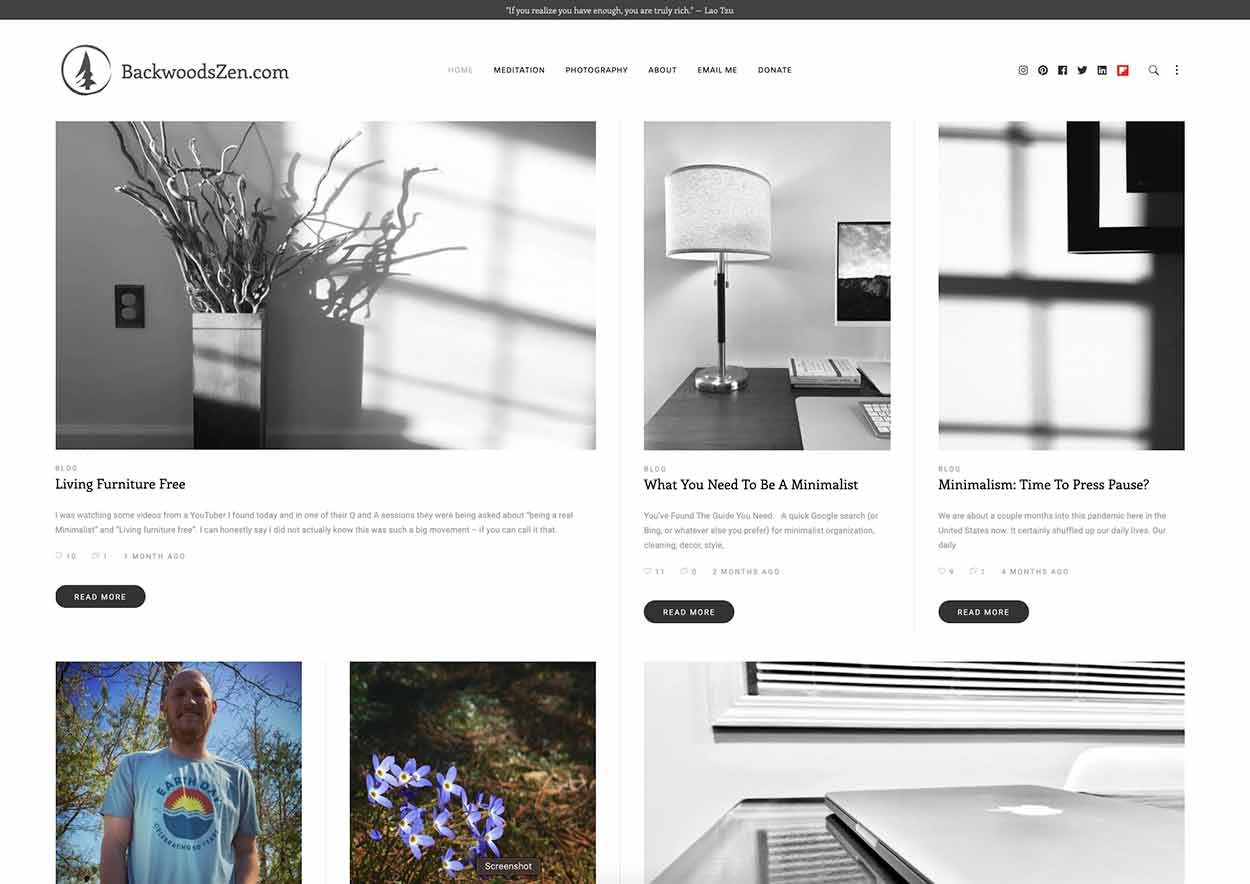 "If you realize you have enough, you are truly rich." — Lao Tzu
BackwoodsZen.com
HOME MEDITATION PHOTOGRAPHY ABOUT EMAIL ME DONATE
BLOG
Living Furniture Free
I was watching some videos from a YouTuber I found today and in one of their Q and A sessions they were being asked about "being a real
Minimalist" and "Living furniture free". I can honestly say i did not actually know this was such a big movement – if you can call it that.
10 1 1 MONTH AGO
READ MORE
BLOG
What You Need To Be A Minimalist
You've Found The Guide You Need. A quick Google search (or
Bing, or whatever else you prefer) for minimalist organization,
cleaning, decor, style,
11 0 2 MONTHS AGO
READ MORE
BLOG
Minimalism: Time To Press Pause?
We are about a couple months into this pandemic here in the
United States now. It certainly shuffled up our daily lives. Our
daily
9 1 4 MONTHS AGO
READ MORE
EARTH DAY
CELEBRATING 50 YEARS
Screenshot